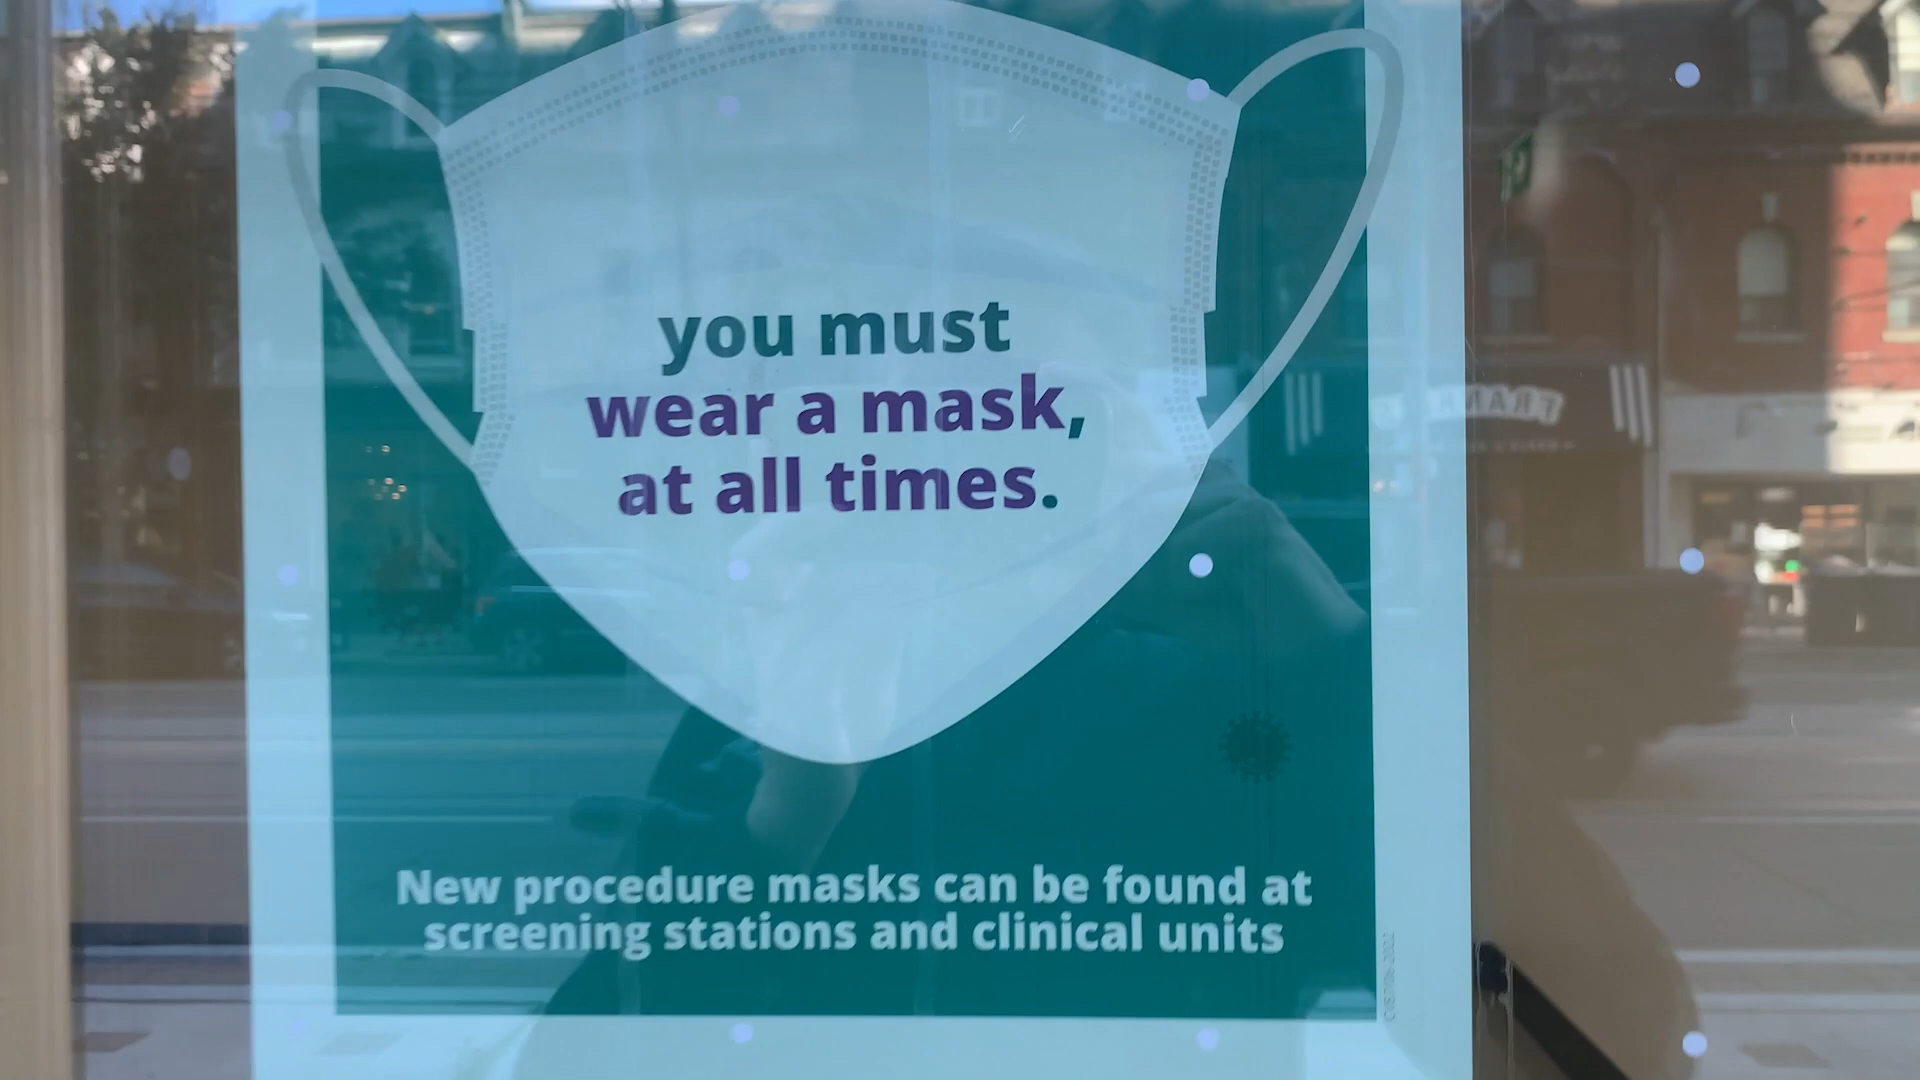 you must
wear a mask,
at all times.
New procedure masks can be found at
screening stations and clinical units